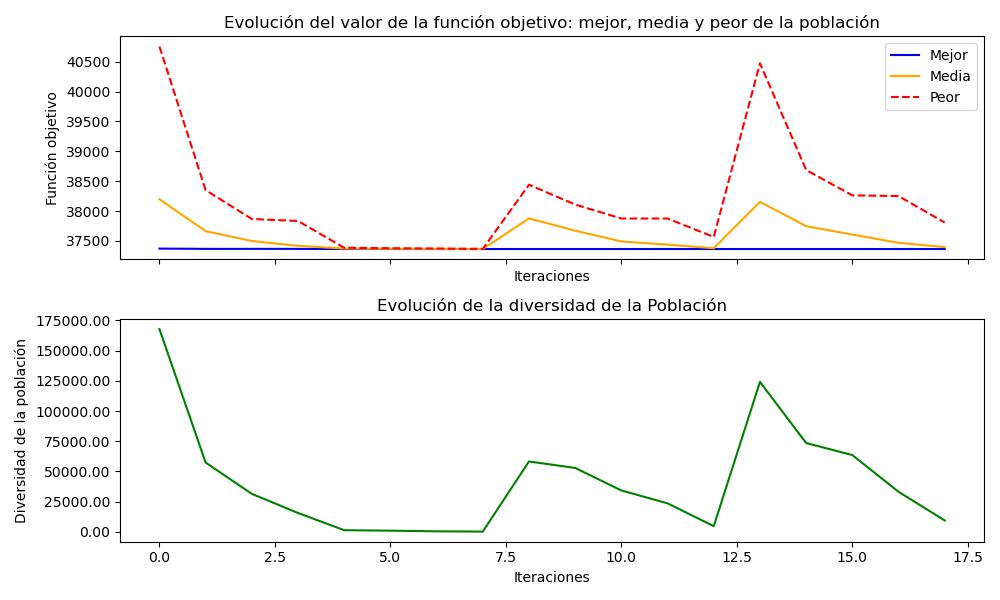 Evolución del valor de la función objetivo: mejor, media y peor de la población
Función objetivo
40500
40000
39500
39000
38500
38000
37500
Mejor
Media
Peor
Iteraciones
Evolución de la diversidad de la Población
Diversidad de la población
175000.00
150000.00
125000.00
100000.00
75000.00
50000.00
25000.00
0.00
0.0 2.5 5.0 7.5 10.0 12.5 15.0 17.5
Iteraciones